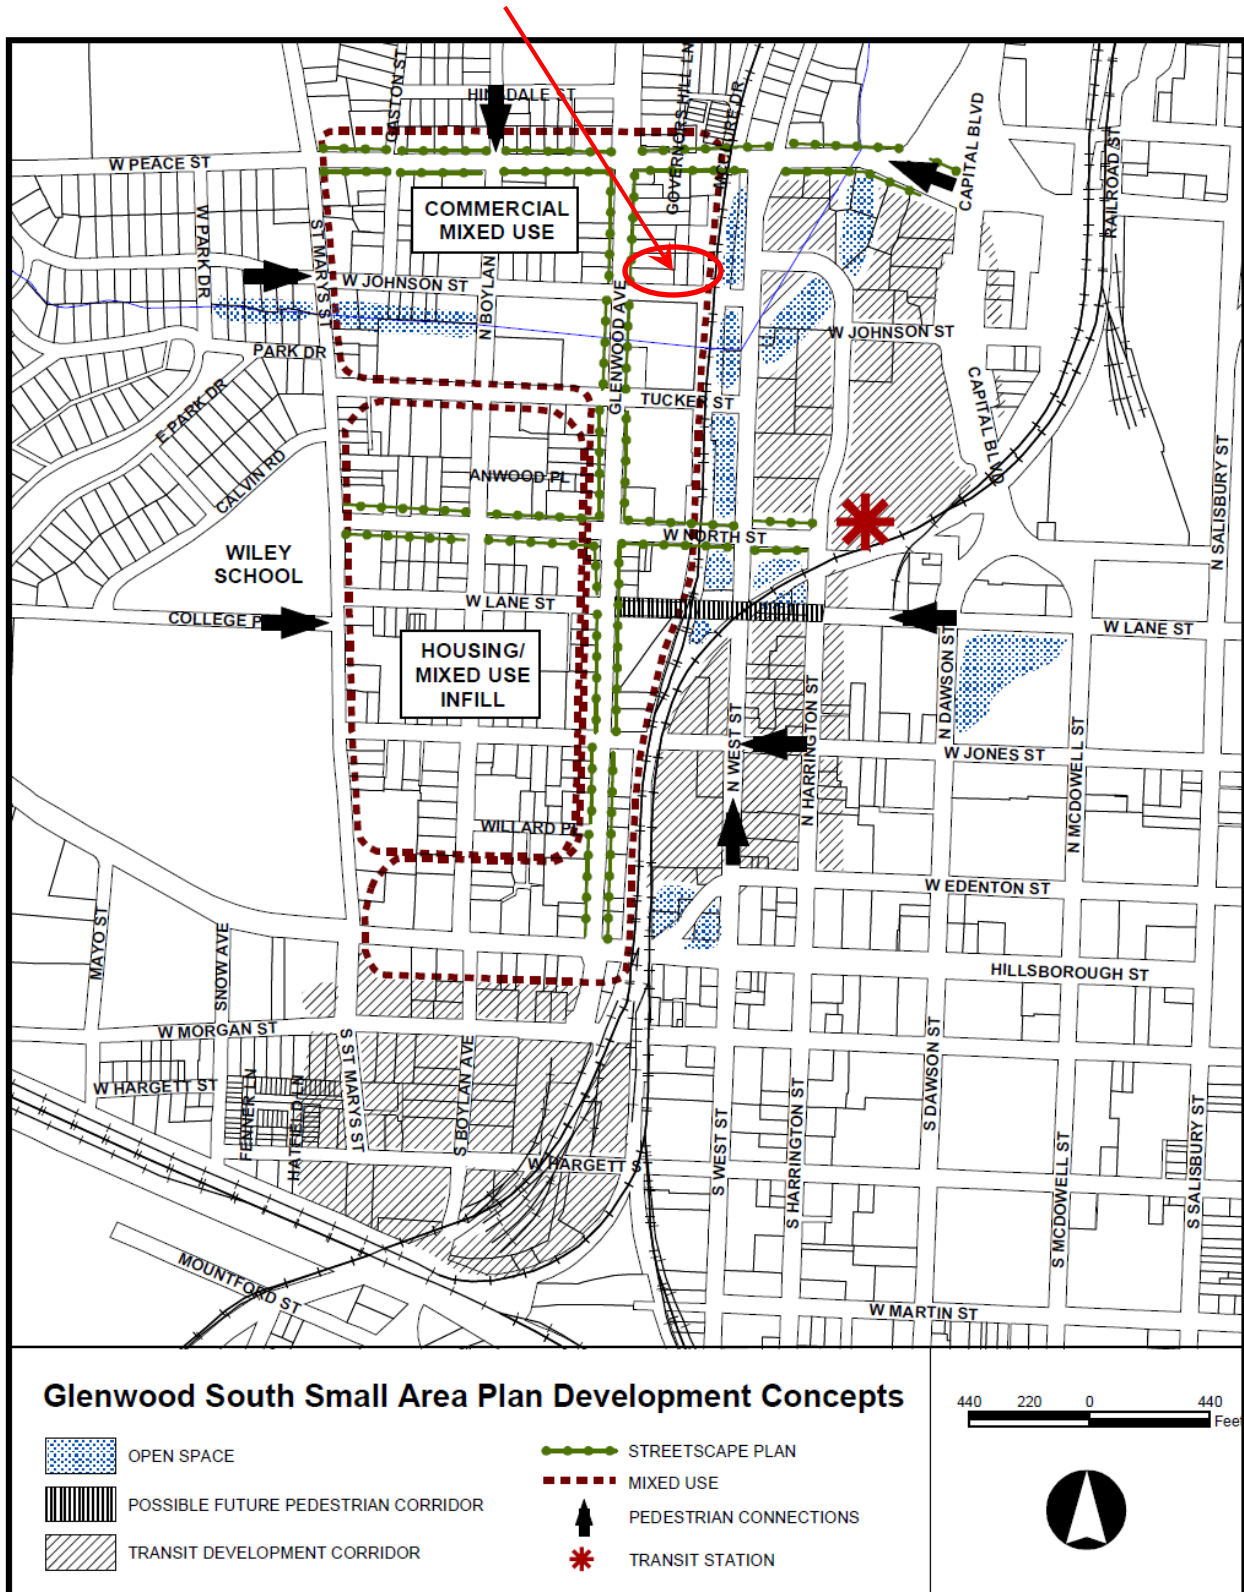 HINSDALE ST
GASTON ST
GOVERNORS HILL LN
MCCLURE DR
CAPITAL BLVD
RAILROAD ST
W PEACE ST
W PARK DR
ST MARYS ST
COMMERCIAL
MIXED USE
N BOYLAN
W JOHNSON ST
GLENWOOD AVE
W JOHNSON ST
PARK DR
E PARK DR
TUCKER ST
CAPITAL BLVD
CALVIN RD
ANWOOD PL
N SALISBURY ST
W NORTH ST
WILEY
SCHOOL
W LANE ST
COLLEGE P
W LANE ST
HOUSING/
MIXED USE
INFILL
N WEST ST
N HARRINGTON ST
N DAWSON ST
W JONES ST
N MCDOWELL ST
WILLARD PL
W EDENTON ST
MAYO ST
SNOW AVE
HILLSBOROUGH ST
W MORGAN ST
S ST MARYS ST
S BOYLAN AVE
W HARGETT ST
FENNER LN
HATFIELD LN
W HARGETT ST
S WEST ST
S HARRINGTON ST
S DAWSON ST
S MCDOWELL ST
S SALISBURY ST
MOUNTFORD ST
W MARTIN ST
Glenwood South Small Area Plan Development Concepts
OPEN SPACE
POSSIBLE FUTURE PEDESTRIAN CORRIDOR
TRANSIT DEVELOPMENT CORRIDOR
STREETSCAPE PLAN
MIXED USE
PEDESTRIAN CONNECTIONS
TRANSIT STATION
440 220 0 440
Feet